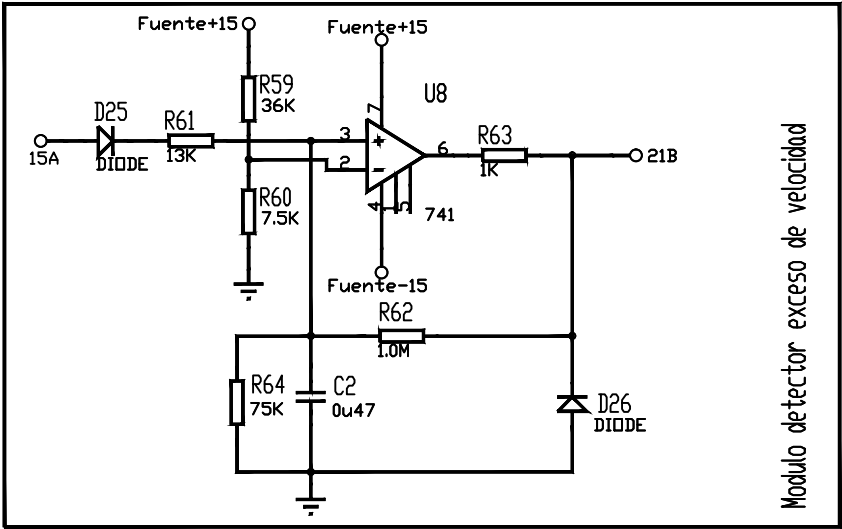 Fuente+15
Fuente+15
R59
36K
U8
7
D25
R61
3
R63
6
15A
DIODE
13K
2
1K
21B
R60
7.5K
4
1
5
741
Fuente-15
R62
1.0M
R64
75K
C2
0u47
D26
DIODE
Modulo detector exceso de velocidad